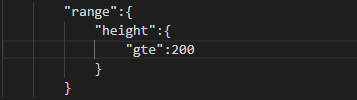 "range":{
"height":{
"gte":200
}
}